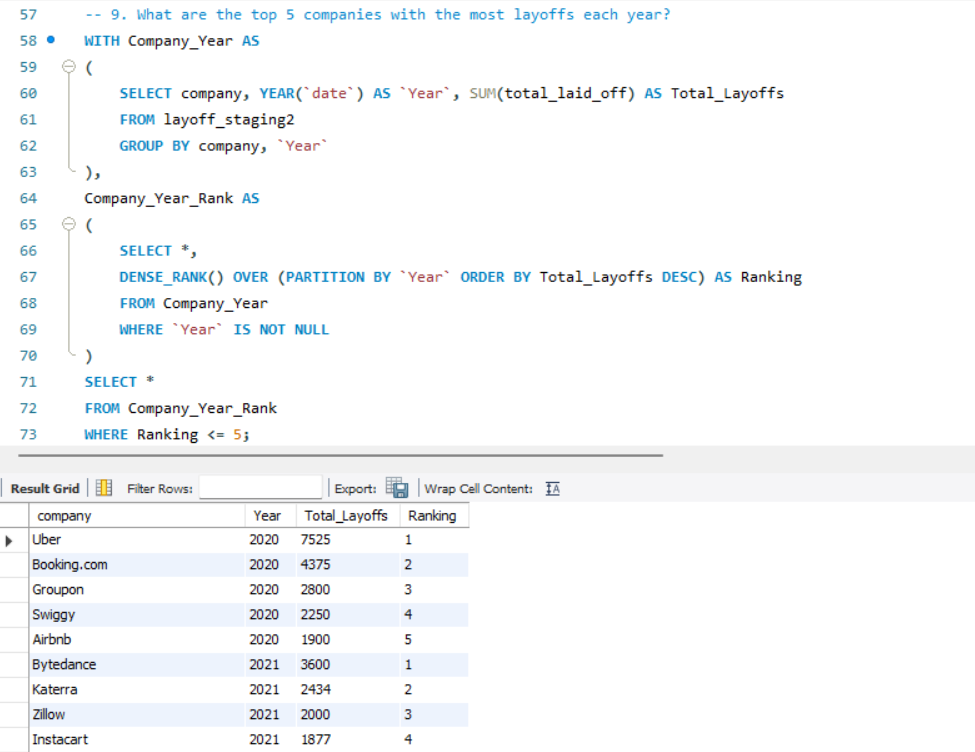 57 -- 9. What are the top 5 companies with the most layoffs each year?
58 WITH Company_Year AS
59 (
60 SELECT company, YEAR(`date`) AS `Year`, SUM(total_laid_off) AS Total_Layoffs
61 FROM layoff_staging2
62 GROUP BY company, `Year`
63 ),
64 Company_Year_Rank AS
65 (
66 SELECT *,
67 DENSE_RANK() OVER (PARTITION BY `Year` ORDER BY Total_Layoffs DESC) AS Ranking
68 FROM Company_Year
69 WHERE `Year` IS NOT NULL
70 )
71 SELECT *
72 FROM Company_Year_Rank
73 WHERE Ranking <= 5;
Result Grid Filter Rows: Export: Wrap Cell Content: IA
company Year Total_Layoffs Ranking
Uber 2020 7525 1
Booking.com 2020 4375 2
Groupon 2020 2800 3
Swiggy 2020 2250 4
Airbnb 2020 1900 5
Bytedance 2021 3600 1
Katerra 2021 2434 2
Zillow 2021 2000 3
Instacart 2021 1877 4